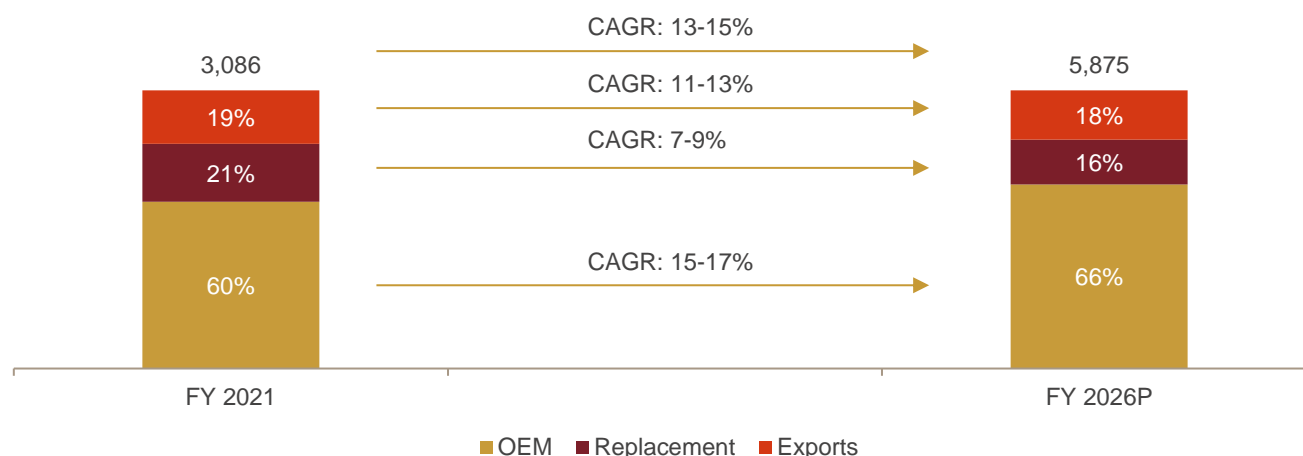 CAGR: 13-15%
3,086
5,875
CAGR: 11-13%
19%
18%
CAGR: 7-9%
21%
16%
CAGR: 15-17%
60%
66%
FY 2021
FY 2026P
OEM Replacement Exports